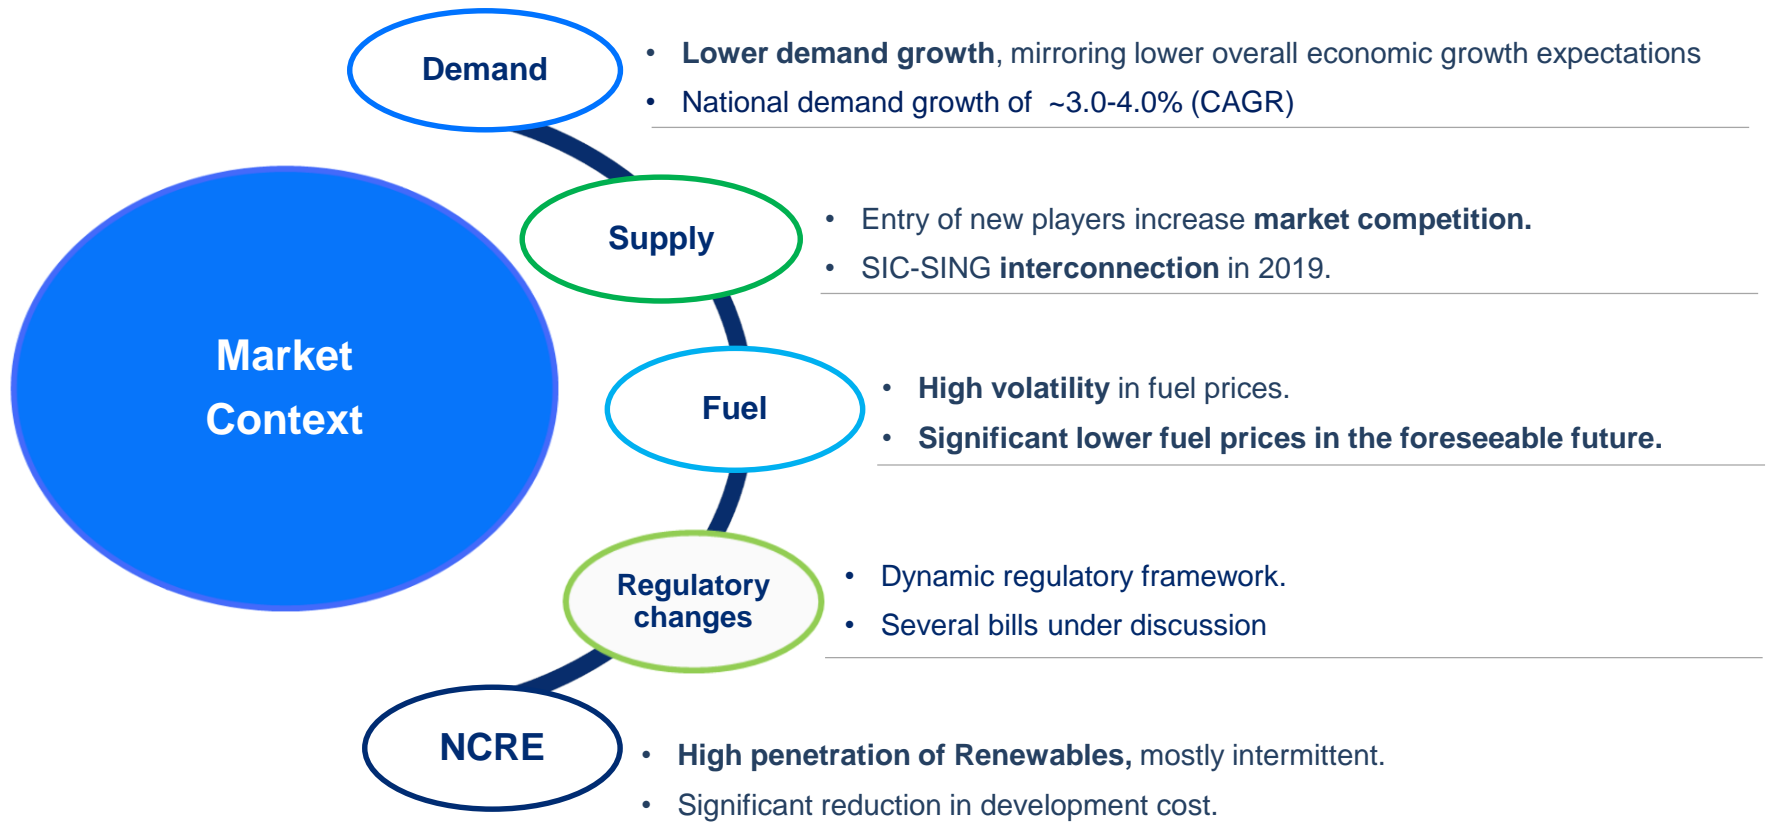 Market
Context
Demand
• Lower demand growth, mirroring lower overall economic growth expectations
• National demand growth of ~3.0-4.0% (CAGR)
Supply
• Entry of new players increase market competition.
• SIC-SING interconnection in 2019.
Fuel
• High volatility in fuel prices.
• Significant lower fuel prices in the foreseeable future.
Regulatory
changes
• Dynamic regulatory framework.
• Several bills under discussion
NCRE
• High penetration of Renewables, mostly intermittent.
• Significant reduction in development cost.